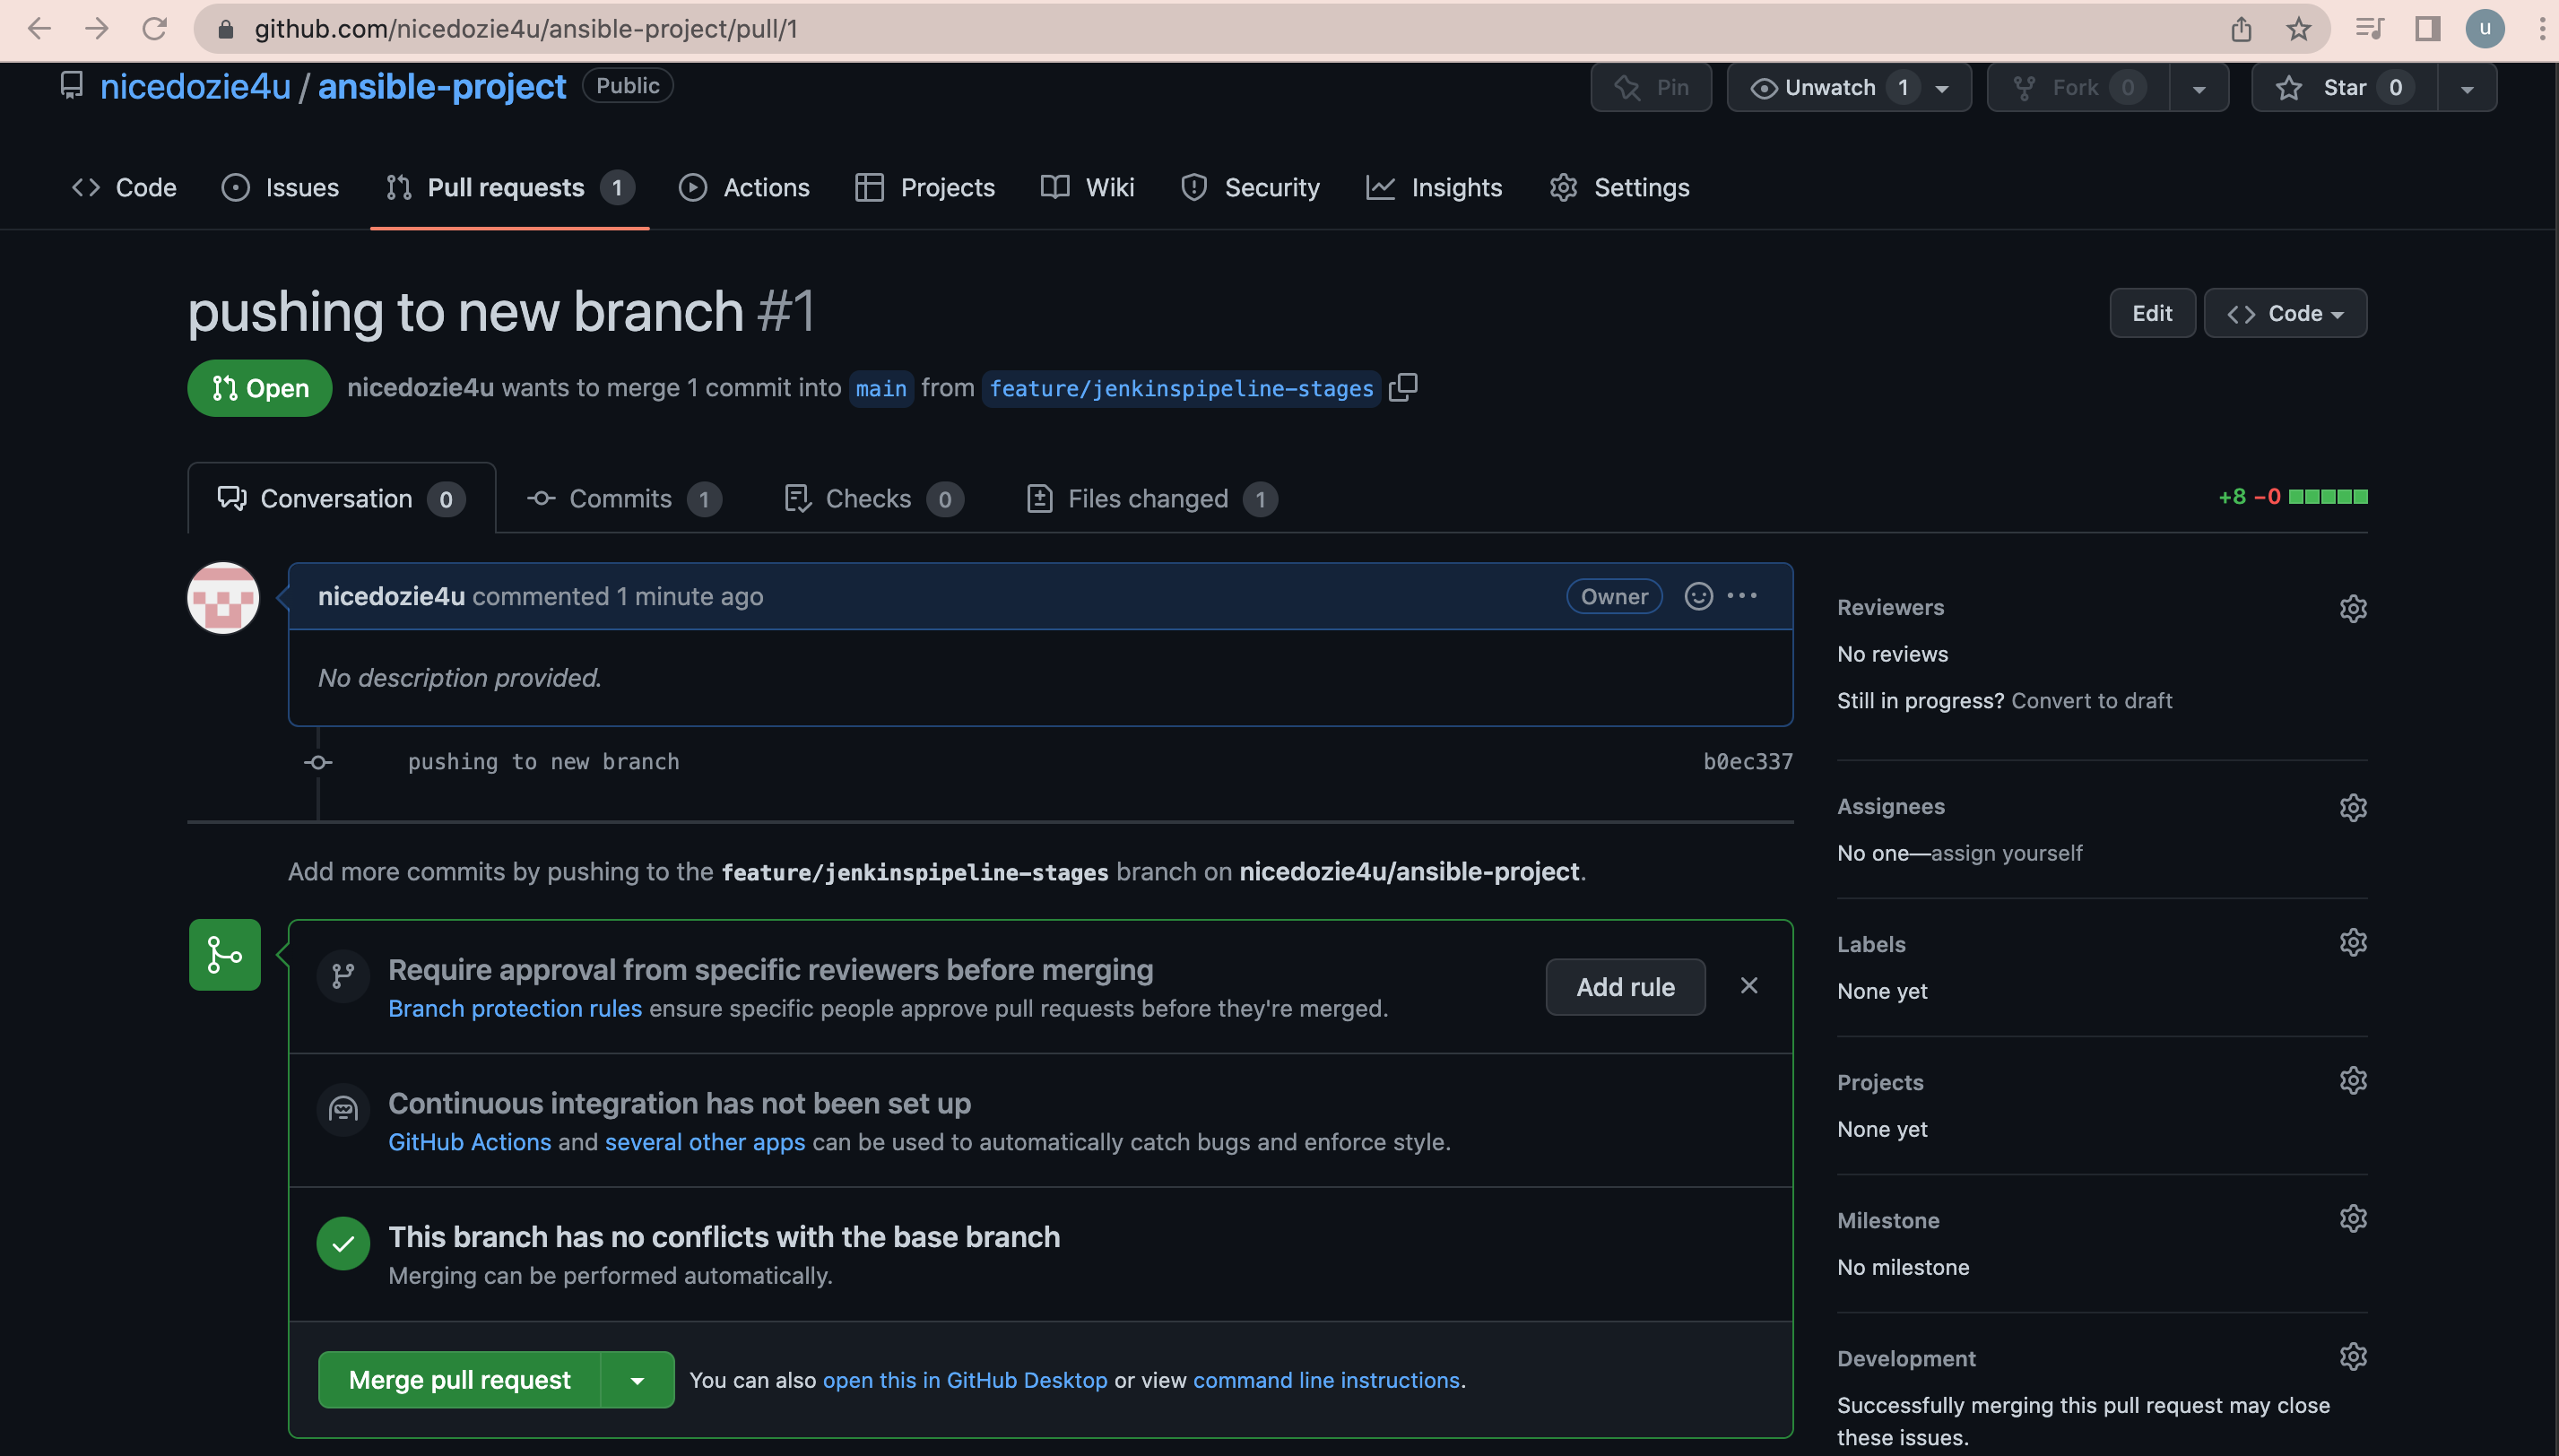 github.com/nicedozie4u/ansible-project/pull/1
u
nicedozie4u / ansible-project Public
Pin Unwatch 1 Fork 0 Star 0
Code Issues Pull requests 1 Actions Projects Wiki Security Insights Settings
pushing to new branch #1
Edit Code
Open nicedozie4u wants to merge 1 commit into main from feature/jenkinspipeline-stages
Conversation 0 Commits 1 Checks 0 Files changed 1
+8 −0
nicedozie4u commented 1 minute ago Owner
No description provided.
pushing to new branch b0ec337
Add more commits by pushing to the feature/jenkinspipeline-stages branch on nicedozie4u/ansible-project.
Require approval from specific reviewers before merging
Branch protection rules ensure specific people approve pull requests before they're merged.
Add rule
Continuous integration has not been set up
GitHub Actions and several other apps can be used to automatically catch bugs and enforce style.
This branch has no conflicts with the base branch
Merging can be performed automatically.
Merge pull request You can also open this in GitHub Desktop or view command line instructions.
Reviewers
No reviews
Still in progress? Convert to draft
Assignees
No one—assign yourself
Labels
None yet
Projects
None yet
Milestone
No milestone
Development
Successfully merging this pull request may close
these issues.